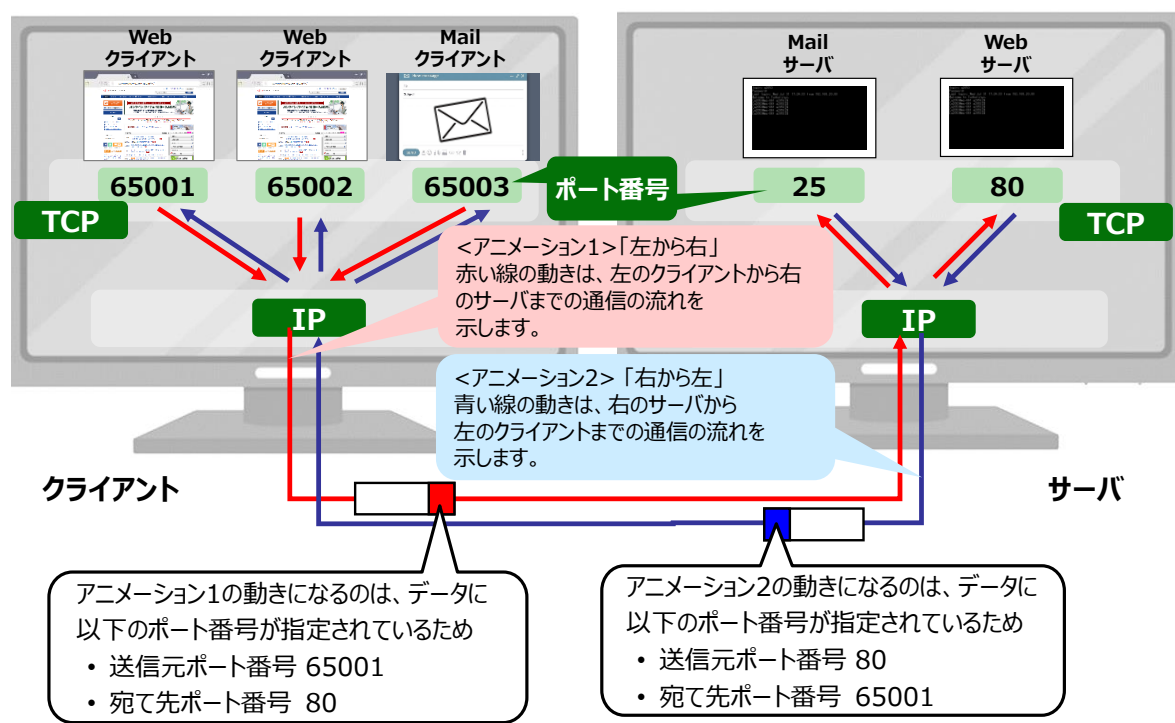 Web
クライアント
Web
クライアント
Mail
クライアント
Mail
サーバ
Web
サーバ
65001
65002
65003
ポート番号
25
80
TCP
TCP
<アニメーション1>「左から右」
赤い線の動きは、左のクライアントから右
のサーバまでの通信の流れを
示します。
IP
IP
<アニメーション2> 「右から左」
青い線の動きは、右のサーバから
左のクライアントまでの通信の流れを
示します。
クライアント
サーバ
アニメーション1の動きになるのは、データに
以下のポート番号が指定されているため
• 送信元ポート番号 65001
• 宛て先ポート番号 80
アニメーション2の動きになるのは、データに
以下のポート番号が指定されているため
• 送信元ポート番号 80
• 宛て先ポート番号 65001